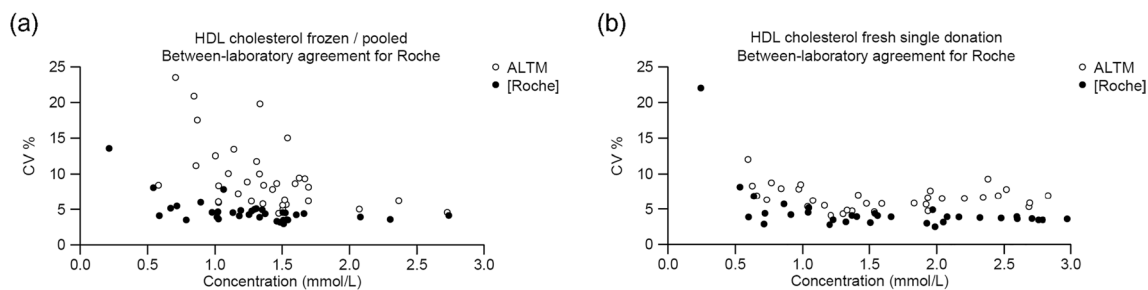 (a)
HDL cholesterol frozen / pooled
Between-laboratory agreement for Roche
ALTM
[Roche]
CV %
25
20
15
10
5
0
0.0 0.5 1.0 1.5 2.0 2.5 3.0
Concentration (mmol/L)
(b)
HDL cholesterol fresh single donation
Between-laboratory agreement for Roche
ALTM
[Roche]
CV %
25
20
15
10
5
0
0.0 0.5 1.0 1.5 2.0 2.5 3.0
Concentration (mmol/L)